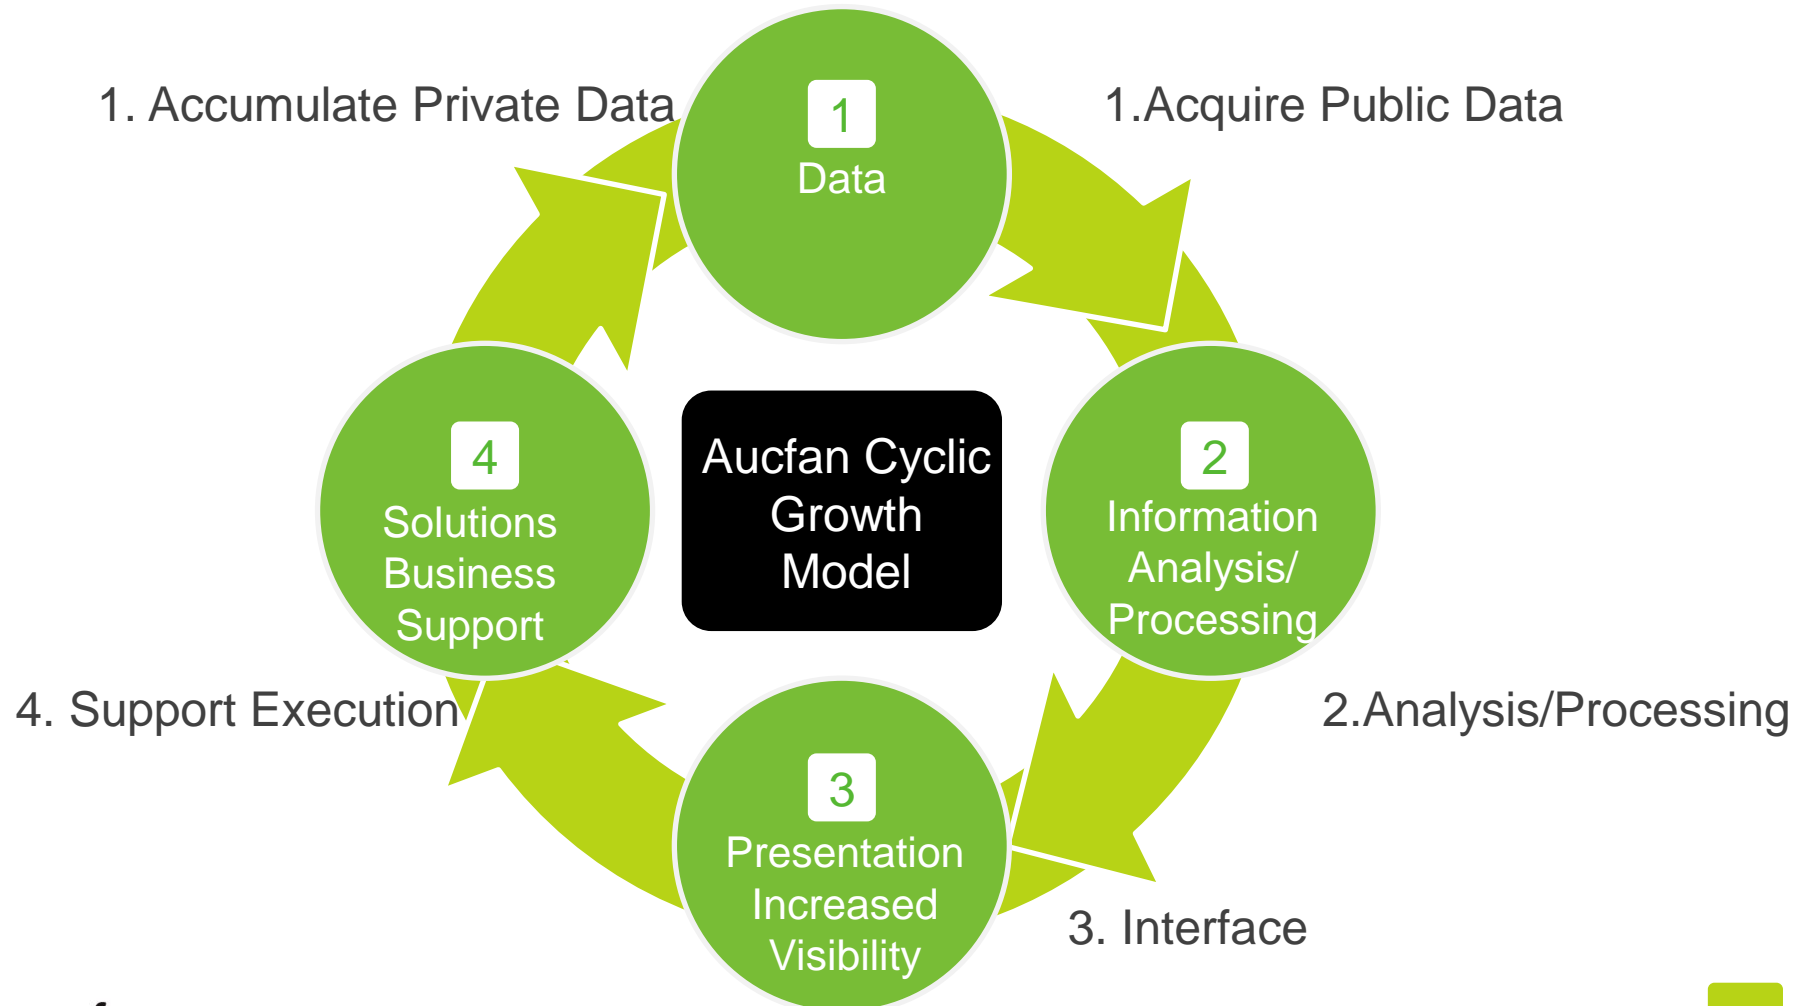 1. Accumulate Private Data
1.Acquire Public Data
1
Data
4
Solutions
Business
Support
Aucfan Cyclic
Growth
Model
2
Information
Analysis/
Processing
4. Support Execution
2.Analysis/Processing
3
Presentation
Increased
Visibility
3. Interface